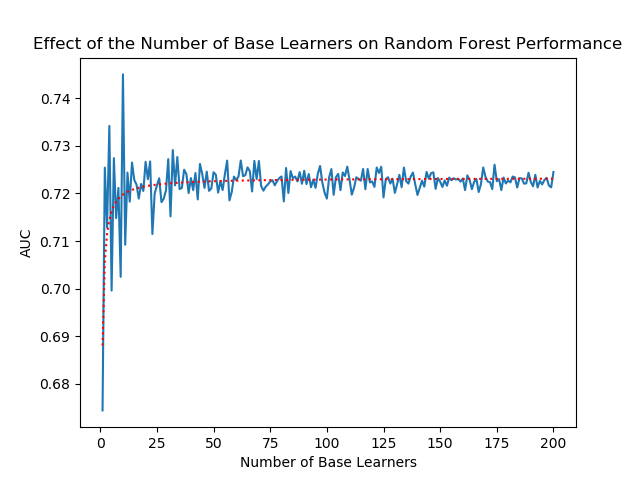 Effect of the Number of Base Learners on Random Forest Performance
0.74
0.73
0.72
0.71
0.70
0.69
0.68
AUC
0 25 50 75 100 125 150 175 200
Number of Base Learners